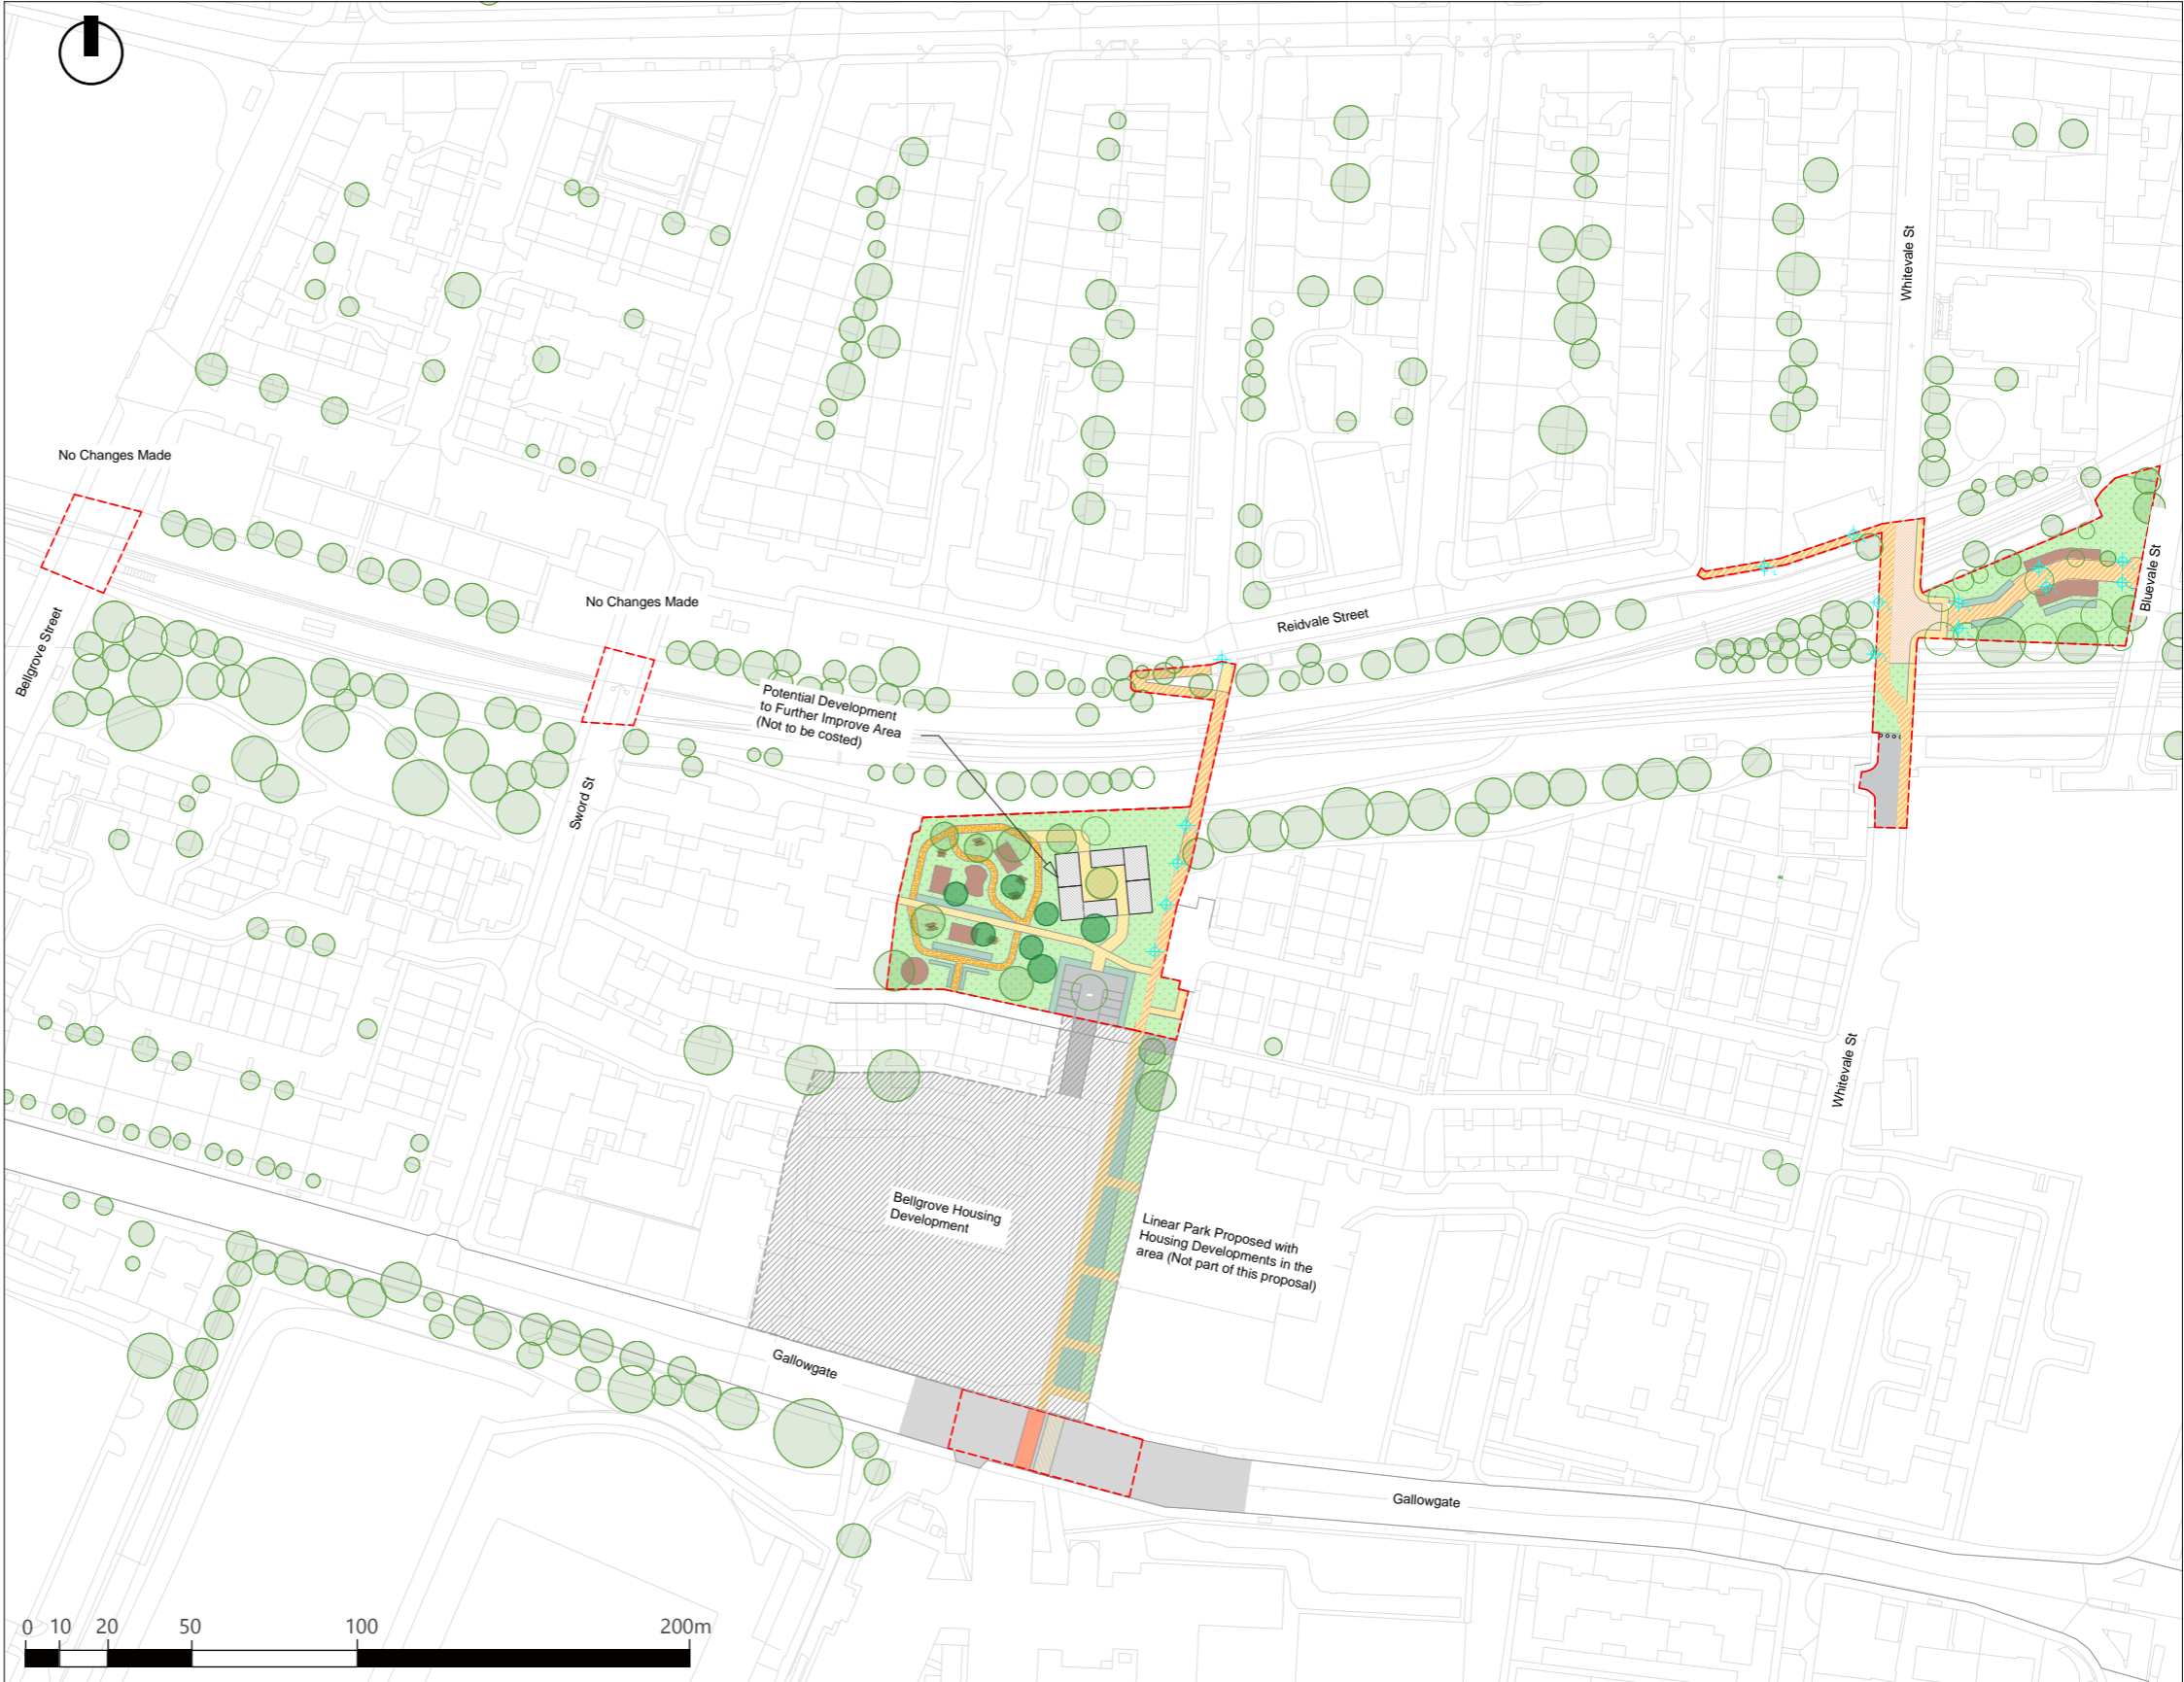 Whitevale St
No Changes Made
Bluevale St
No Changes Made
Reidvale Street
Bellgrove Street
Potential Development
to Further Improve Area
(Not to be costed)
Sword St
Whitevale St
Bellgrove Housing
Development
Linear Park Proposed with
Housing Developments in the
area (Not part of this proposal)
Gallowgate
Gallowgate
0 10 20 50 100 200m